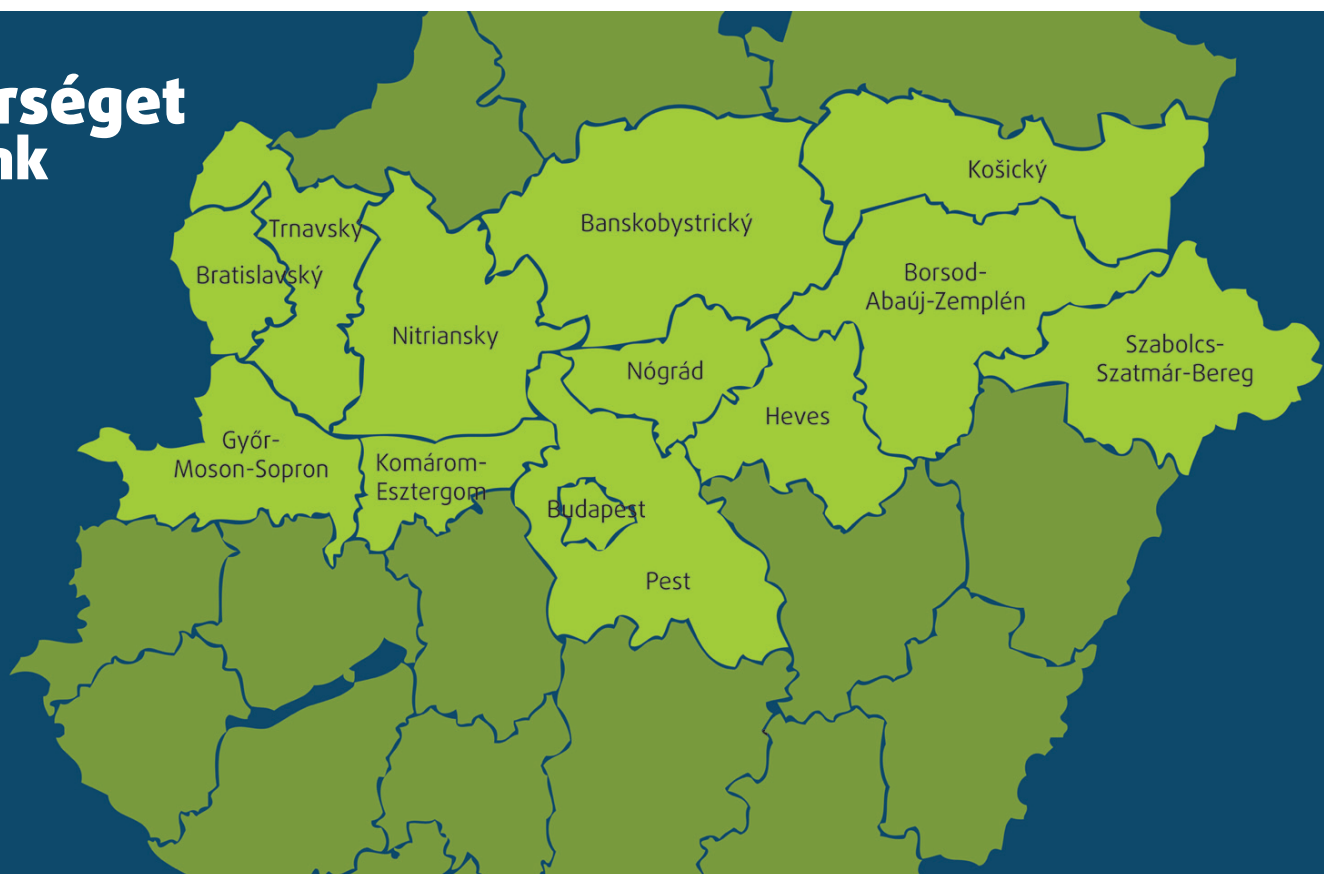 rséget
nk
Košický
Trnavský
Banskobystrický
Bratislavský
Borsod-
Abaúj-Zemplén
Nitriansky
Nógrád
Szabolcs-
Szatmár-Bereg
Heves
Győr-
Moson-Sopron
Komárom-
Esztergom
Budapest
Pest